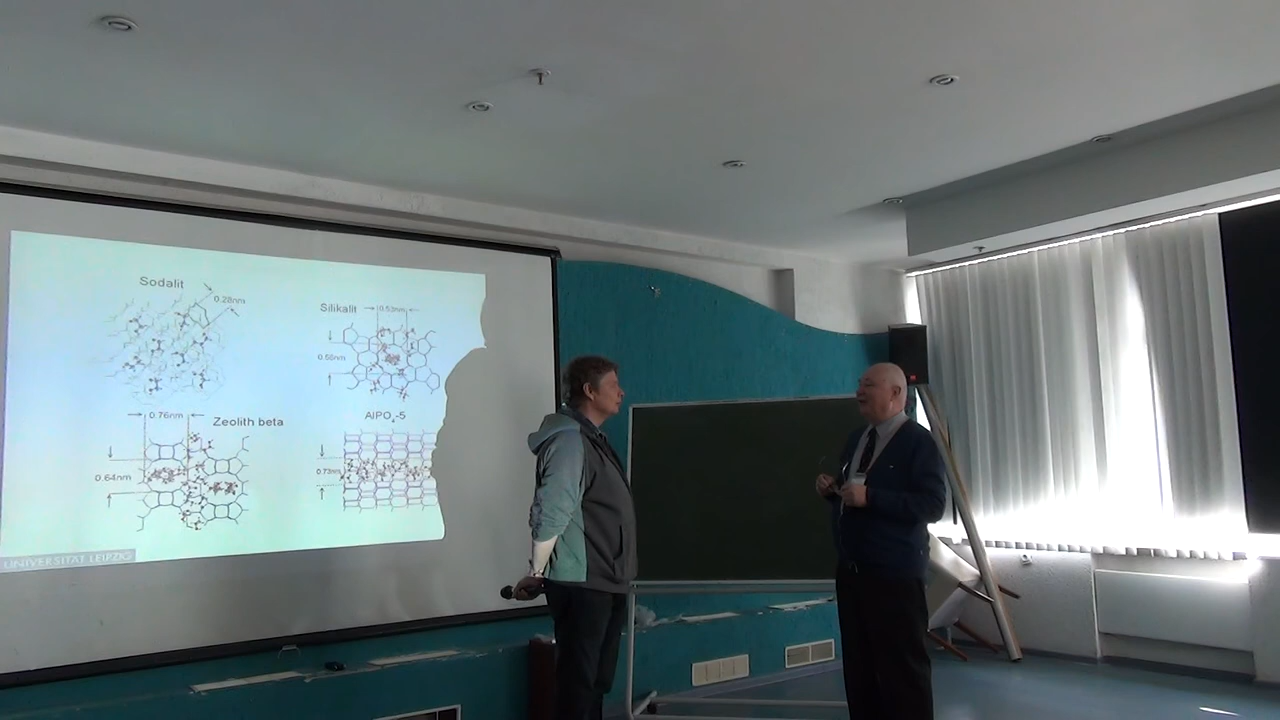 Sodalit
0.28nm
Silikalit
0.53nm
0.56nm
0.76nm
Zeolith beta
0.64nm
AlPO₄-5
0.73nm
UNIVERSITÄT LEIPZIG